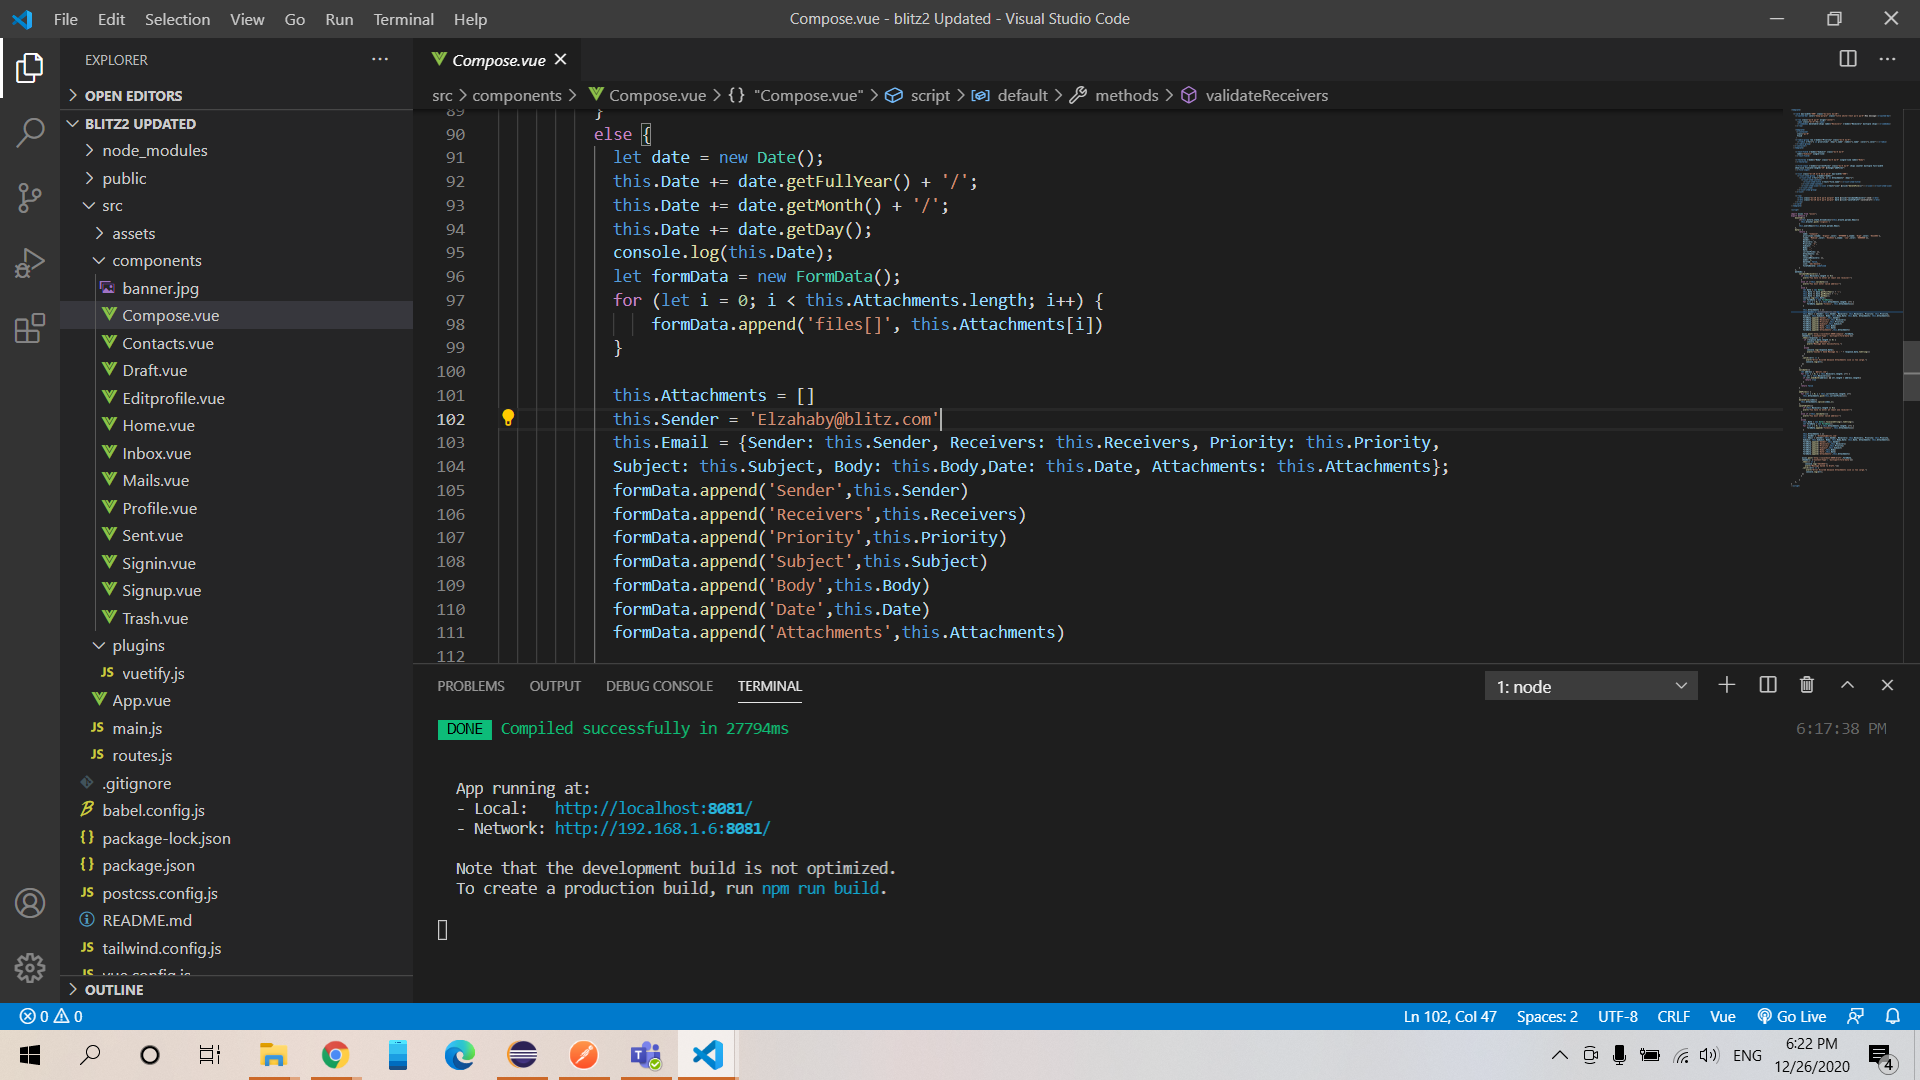 File Edit Selection View Go Run Terminal Help
Compose.vue - blitz2 Updated - Visual Studio Code
EXPLORER
OPEN EDITORS
BLITZ2 UPDATED
node_modules
public
src
assets
components
banner.jpg
Compose.vue
Contacts.vue
Draft.vue
Editprofile.vue
Home.vue
Inbox.vue
Mails.vue
Profile.vue
Sent.vue
Signin.vue
Signup.vue
Trash.vue
plugins
JS vuetify.js
App.vue
JS main.js
JS routes.js
.gitignore
babel.config.js
{} package-lock.json
{} package.json
JS postcss.config.js
README.md
JS tailwind.config.js
JS vue.config.js
OUTLINE
Compose.vue
src > components > Compose.vue > {} "Compose.vue" > script > default > methods > validateReceivers
89 }
90 else {
91 let date = new Date();
92 this.Date += date.getFullYear() + '/';
93 this.Date += date.getMonth() + '/';
94 this.Date += date.getDay();
95 console.log(this.Date);
96 let formData = new FormData();
97 for (let i = 0; i < this.Attachments.length; i++) {
98 formData.append('files[]', this.Attachments[i])
99 }
100
101 this.Attachments = []
102 this.Sender = 'Elzahaby@blitz.com'
103 this.Email = {Sender: this.Sender, Receivers: this.Receivers, Priority: this.Priority,
104 Subject: this.Subject, Body: this.Body,Date: this.Date, Attachments: this.Attachments};
105 formData.append('Sender',this.Sender)
106 formData.append('Receivers',this.Receivers)
107 formData.append('Priority',this.Priority)
108 formData.append('Subject',this.Subject)
109 formData.append('Body',this.Body)
110 formData.append('Date',this.Date)
111 formData.append('Attachments',this.Attachments)
112
PROBLEMS OUTPUT DEBUG CONSOLE TERMINAL
1: node
DONE Compiled successfully in 27794ms
6:17:38 PM
App running at:
- Local: http://localhost:8081/
- Network: http://192.168.1.6:8081/
Note that the development build is not optimized.
To create a production build, run npm run build.
0 0
Ln 102, Col 47 Spaces: 2 UTF-8 CRLF Vue Go Live
ENG
6:22 PM
12/26/2020
4